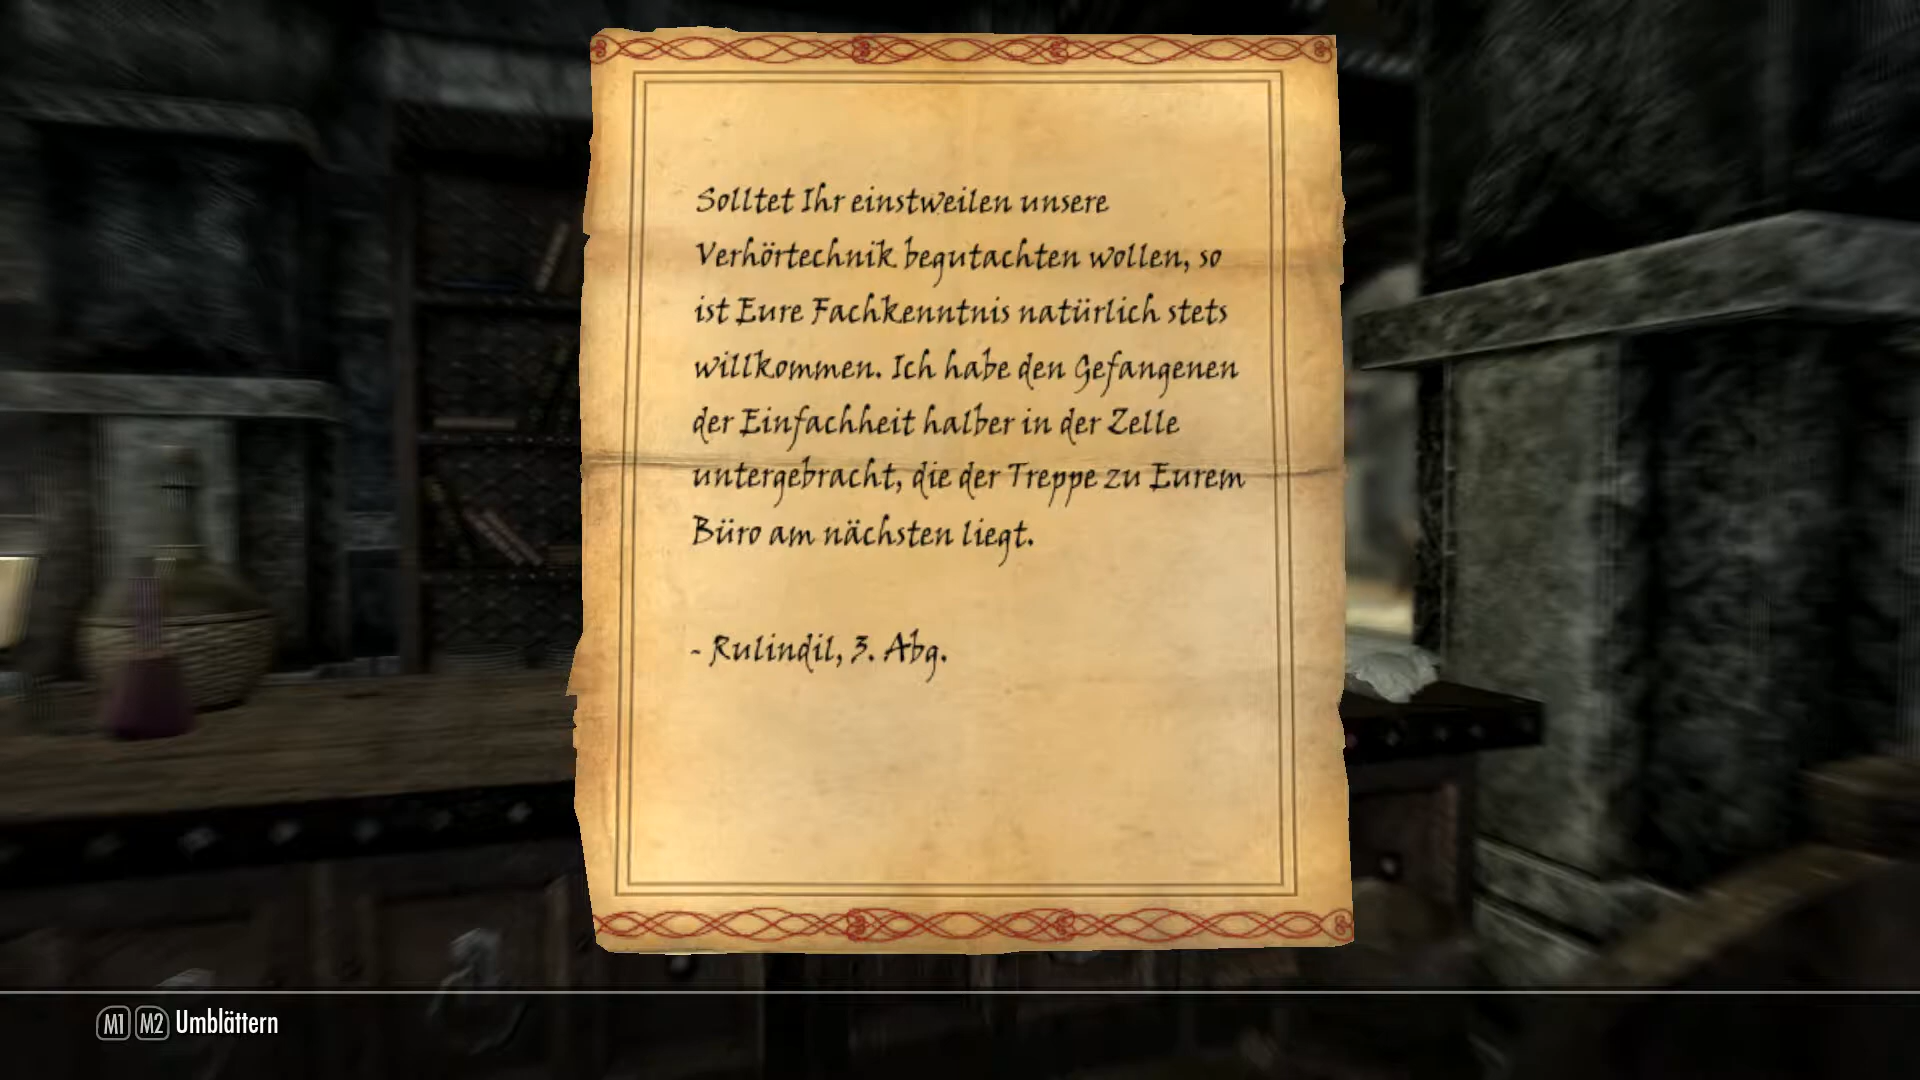 Solltet Ihr einstweilen unsere
Verhörtechnik begutachten wollen, so
ist Eure Fachkenntnis natürlich stets
willkommen. Ich habe den Gefangenen
der Einfachheit halber in der Zelle
untergebracht, die der Treppe zu Eurem
Büro am nächsten liegt.
- Rulindil, 3. Abg.
M1 M2 Umblättern